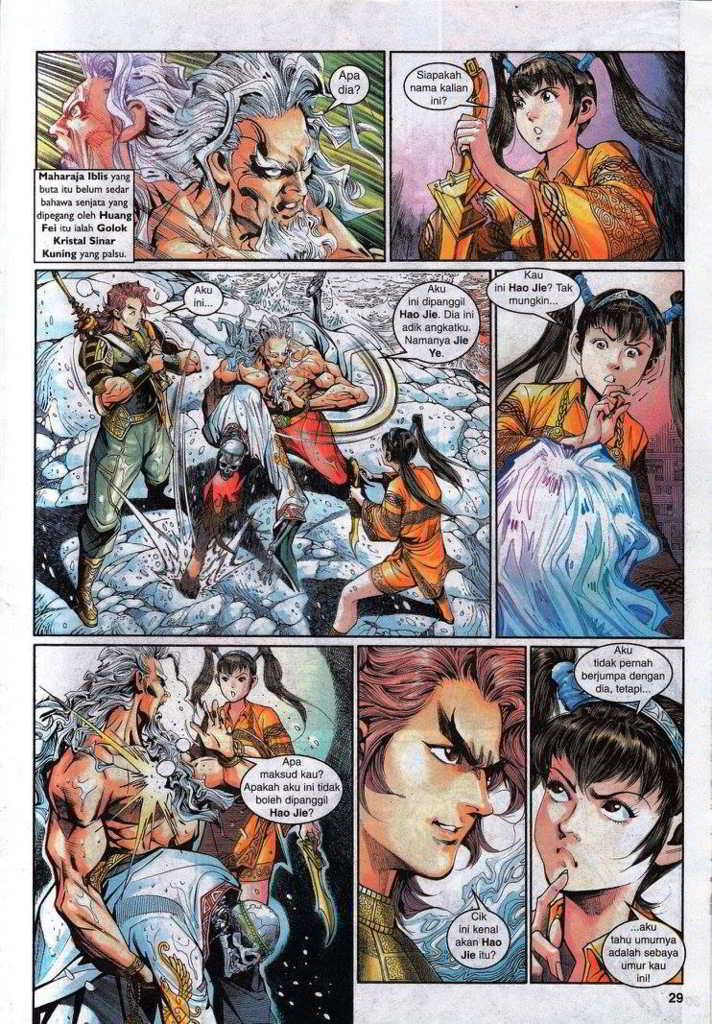 Apa
dia?
Maharaja Iblis yang
buta itu belum sedar
bahawa senjata yang
dipegang oleh Huang
Fei itu ialah Golok
Kristal Sinar
Kuning yang palsu.
Siapakah
nama kalian
ini?
Aku
ini...
Aku
ini dipanggil
Hao Jie. Dia ini
adik angkatku.
Namanya Jie
Ye.
Kau
ini Hao Jie? Tak
mungkin...
Apa
maksud kau?
Apakah aku ini tidak
boleh dipanggil
Hao Jie?
Cik
ini kenal
akan Hao
Jie itu?
Aku
tidak pernah
berjumpa dengan
dia, tetapi...
...aku
tahu umurnya
adalah sebaya
umur kau
ini!
29